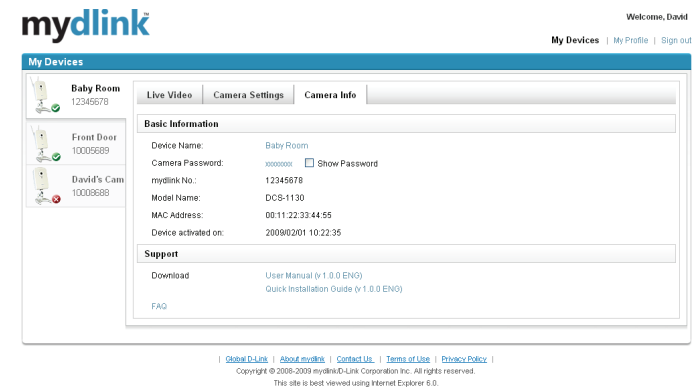 mydlink™
Welcome, David
My Devices | My Profile | Sign out
My Devices
Baby Room
12345678
Front Door
10005689
David's Cam
10008688
Live Video
Camera Settings
Camera Info
Basic Information
Device Name: Baby Room
Camera Password: xxxxxxxx Show Password
mydlink No.: 12345678
Model Name: DCS-1130
MAC Address: 00:11:22:33:44:55
Device activated on: 2009/02/01 10:22:35
Support
Download User Manual (v 1.0.0 ENG)
Quick Installation Guide (v 1.0.0 ENG)
FAQ
| Global D-Link | About mydlink | Contact Us | Terms of Use | Privacy Policy |
Copyright © 2008-2009 mydlink/D-Link Corporation Inc. All rights reserved.
This site is best viewed using Internet Explorer 6.0.